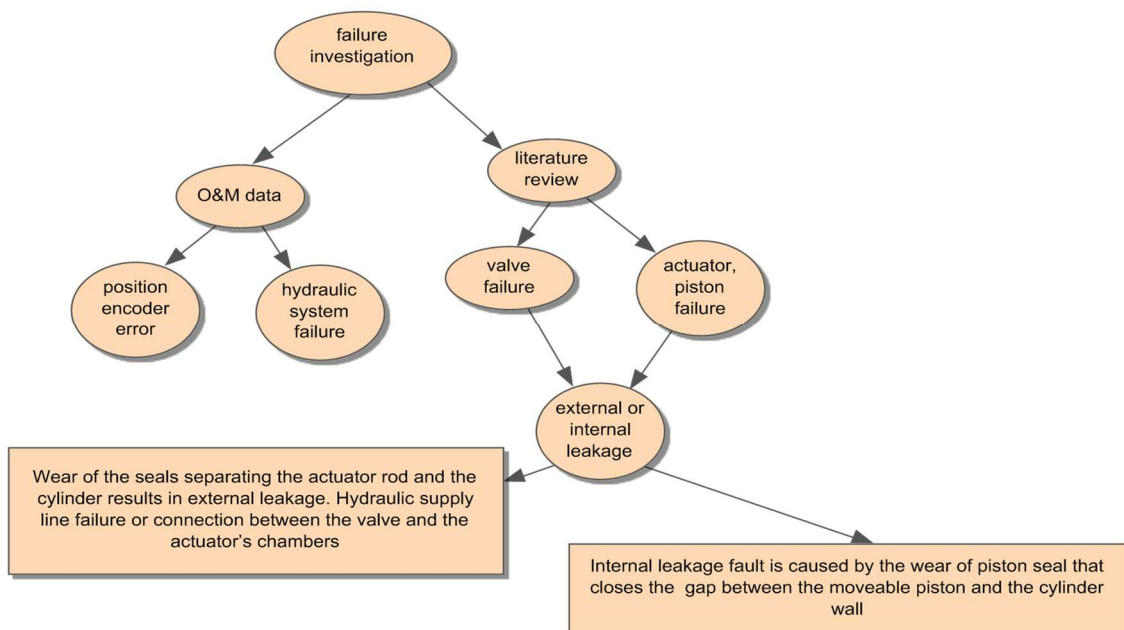 failure
investigation
literature
review
O&M data
valve
failure
actuator,
piston
failure
position
encoder
error
hydraulic
system
failure
external or
internal
leakage
Wear of the seals separating the actuator rod and the
cylinder results in external leakage. Hydraulic supply
line failure or connection between the valve and the
actuator's chambers
Internal leakage fault is caused by the wear of piston seal that
closes the gap between the moveable piston and the cylinder
wall